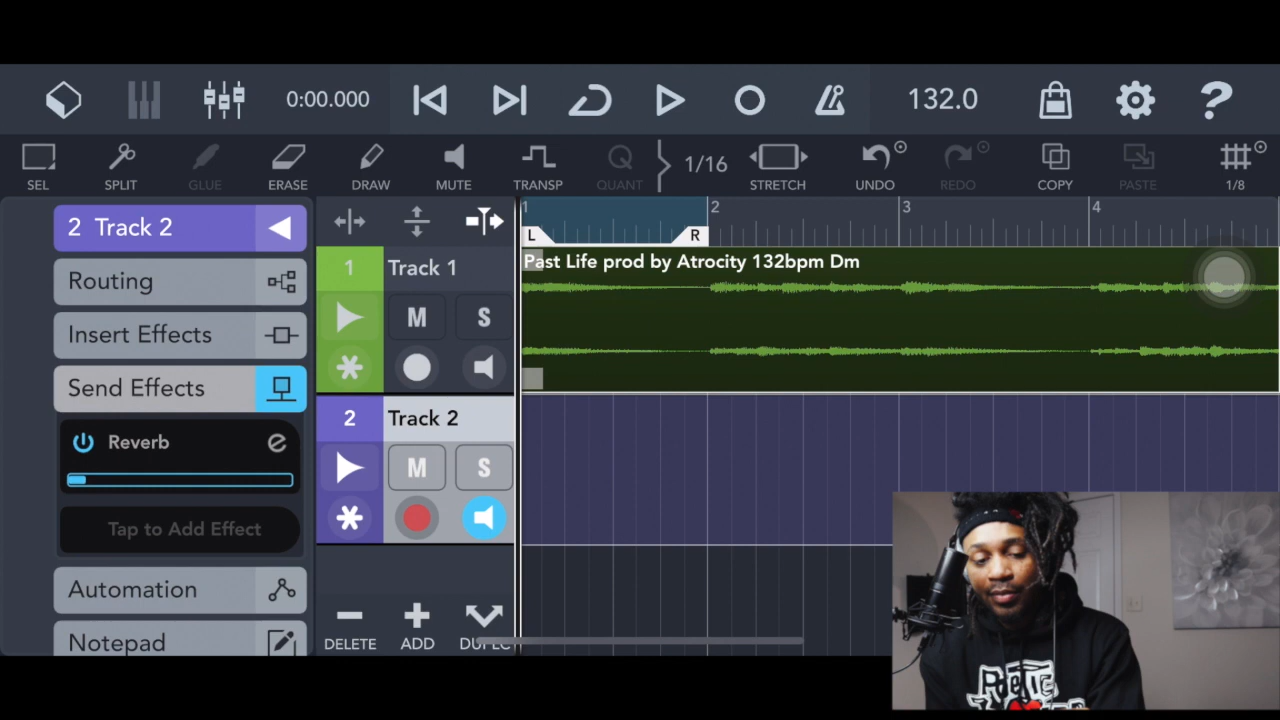 0:00.000
132.0
?
SEL
SPLIT
GLUE
ERASE
DRAW
MUTE
TRANSP
Q
QUANT
1/16
STRETCH
UNDO
REDO
COPY
PASTE
1/8
2 Track 2
Routing
Insert Effects
Send Effects
Reverb
e
Tap to Add Effect
Automation
Notepad
1 Track 1
M S
2 Track 2
M S
DELETE
ADD
1 2 3 4
L R
Past Life prod by Atrocity 132bpm Dm